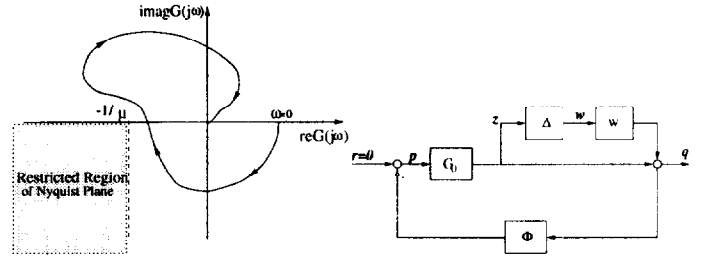 imagG(jω)
-1/ μ
ω=0
reG(jω)
Restricted Region
of Nyquist Plane
z
Δ
w
w
r=0
p
G0
q
Φ